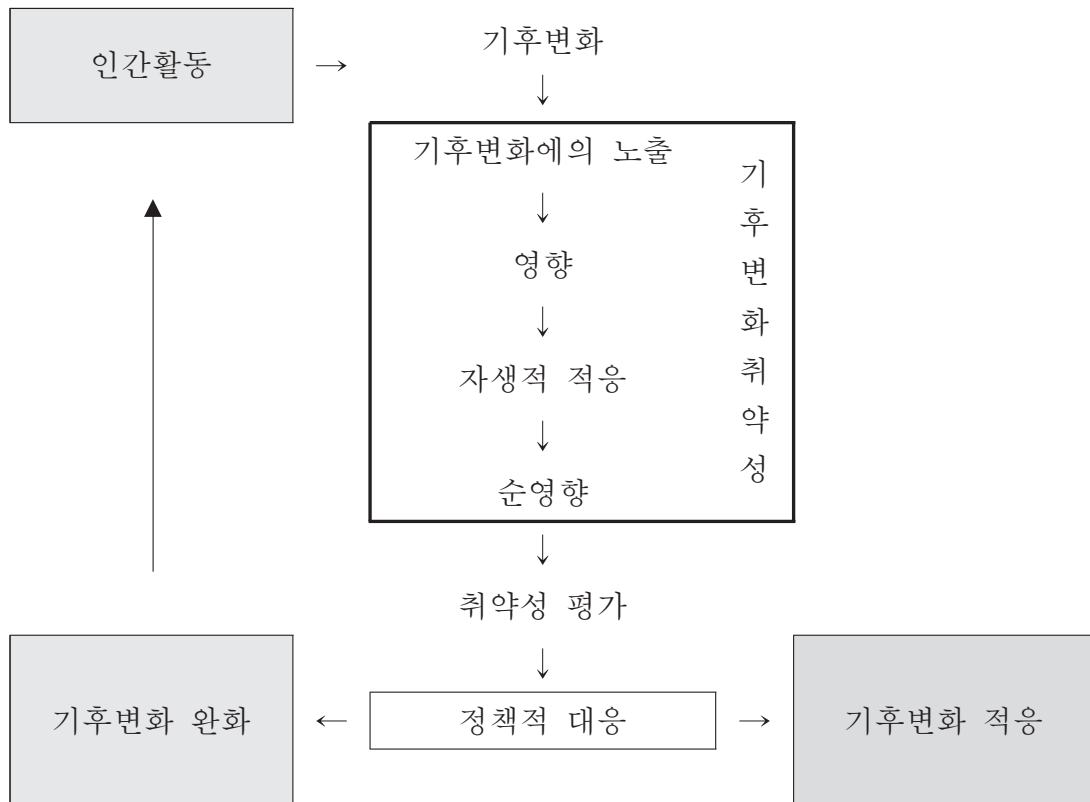 인간활동 → 기후변화
↓
기후변화에의 노출
↓
영향
↓
자생적 적응
↓
순영향
기후변화취약성
↓
취약성 평가
↓
기후변화 완화 ← 정책적 대응 → 기후변화 적응